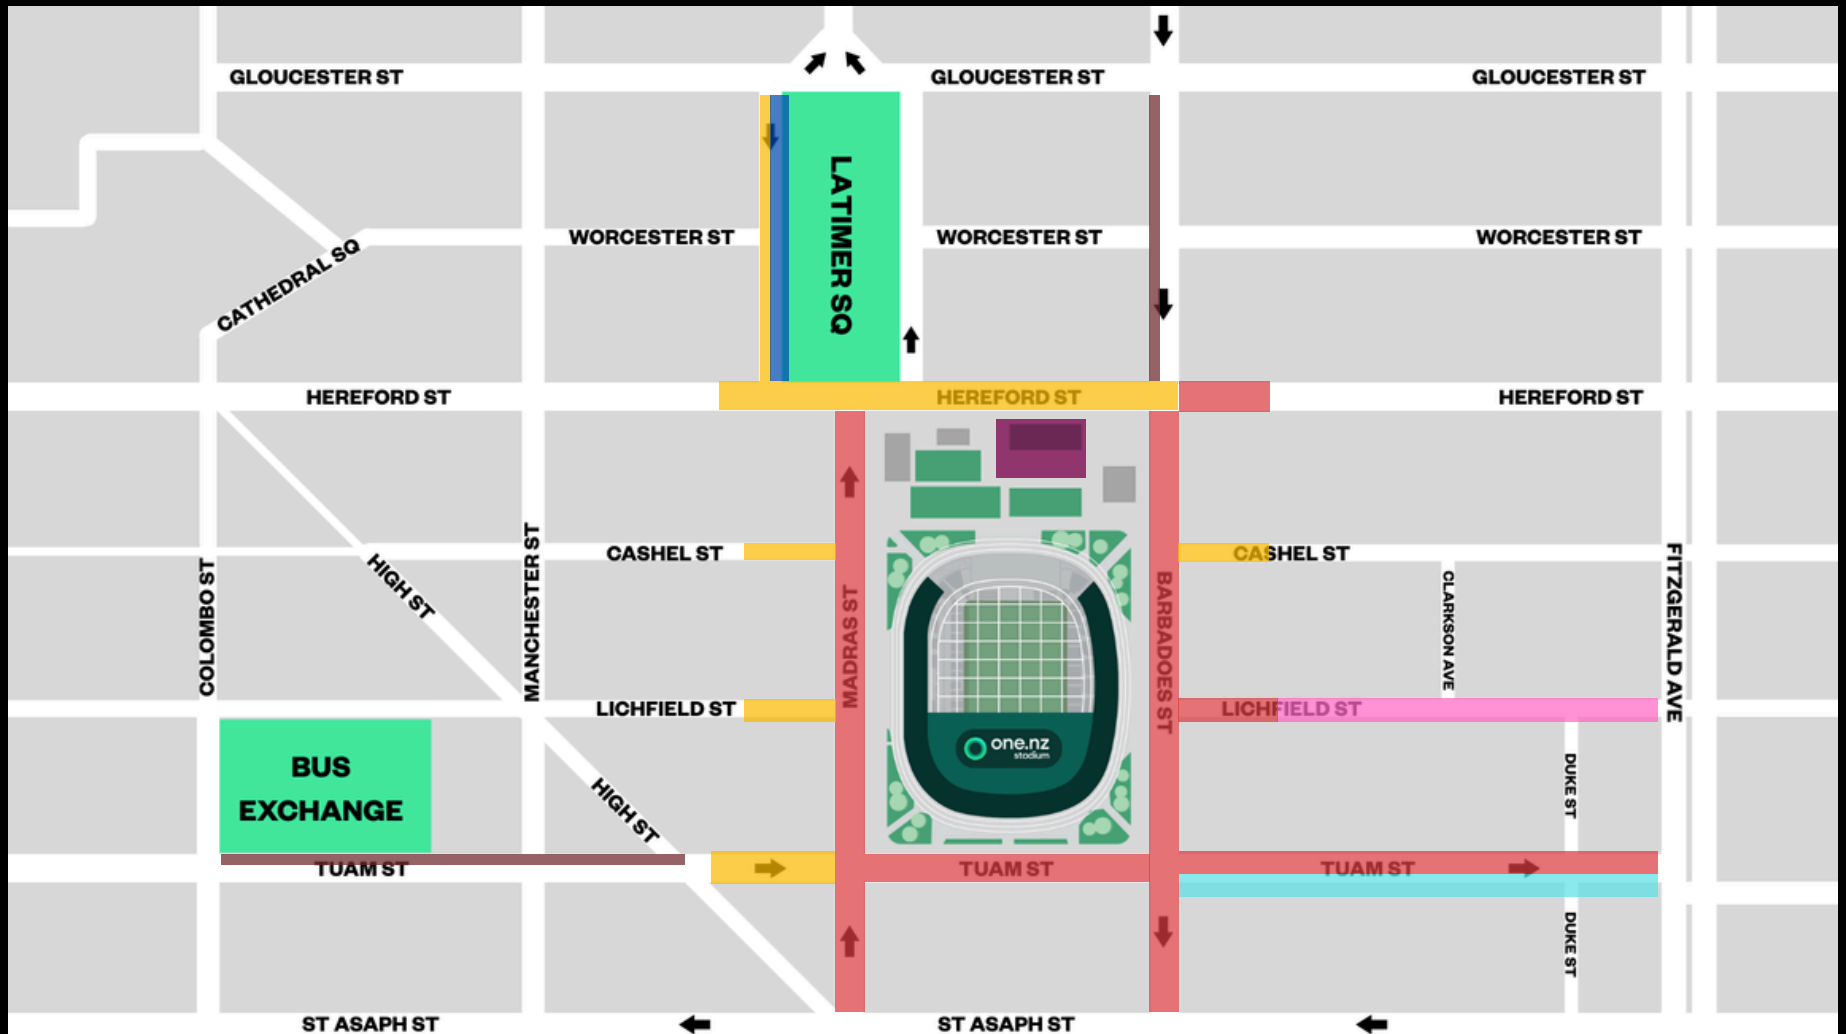 GLOUCESTER ST
GLOUCESTER ST
GLOUCESTER ST
LATIMER SQ
WORCESTER ST
WORCESTER ST
WORCESTER ST
CATHEDRAL SQ
HEREFORD ST
HEREFORD ST
HEREFORD ST
CASHEL ST
CASHEL ST
HIGH ST
COLOMBO ST
MANCHESTER ST
MADRAS ST
BARBADOES ST
CLARKSON AVE
FITZGERALD AVE
LICHFIELD ST
LICHFIELD ST
one.nz
stadium
BUS
EXCHANGE
HIGH ST
DUKE ST
TUAM ST
TUAM ST
TUAM ST
DUKE ST
ST ASAPH ST
ST ASAPH ST